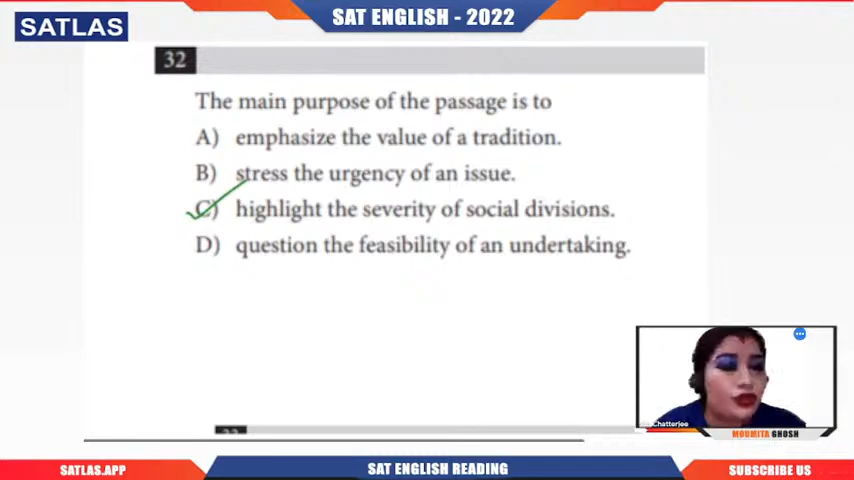 SATLAS
SAT ENGLISH - 2022
32
The main purpose of the passage is to
A) emphasize the value of a tradition.
B) stress the urgency of an issue.
C) highlight the severity of social divisions.
D) question the feasibility of an undertaking.
Chatterjee
MOUMITA GHOSH
SATLAS.APP
SAT ENGLISH READING
SUBSCRIBE US